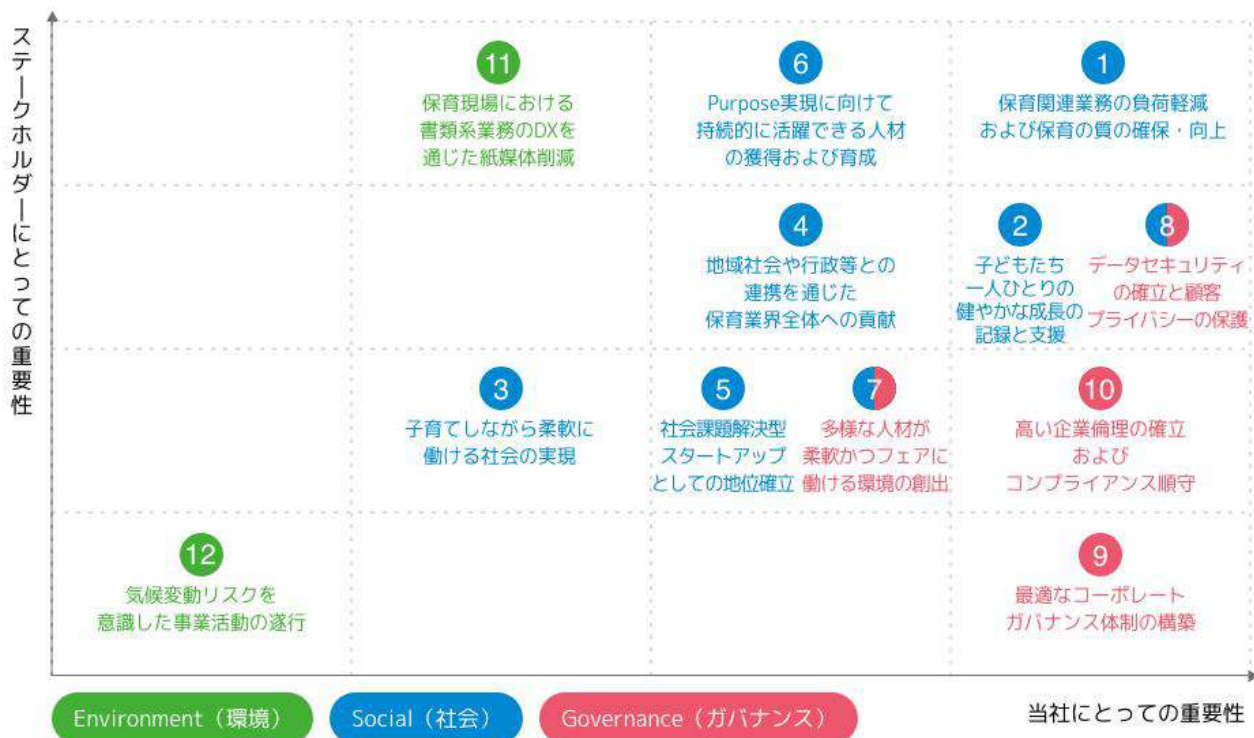 ステークホルダーにとっての重要性
11
保育現場における
書類系業務のDXを
通じた紙媒体削減
6
Purpose実現に向けて
持続的に活躍できる人材
の獲得および育成
1
保育関連業務の負荷軽減
および保育の質の確保・向上
4
地域社会や行政等との
連携を通じた
保育業界全体への貢献
2
子どもたち
一人ひとりの
健やかな成長の
記録と支援
8
データセキュリティ
の確立と顧客
プライバシーの保護
3
子育てしながら柔軟に
働ける社会の実現
5
社会課題解決型
スタートアップ
としての地位確立
7
多様な人材が
柔軟かつフェアに
働ける環境の創出
10
高い企業倫理の確立
および
コンプライアンス順守
12
気候変動リスクを
意識した事業活動の遂行
9
最適なコーポレート
ガバナンス体制の構築
Environment（環境）
Social（社会）
Governance（ガバナンス）
当社にとっての重要性